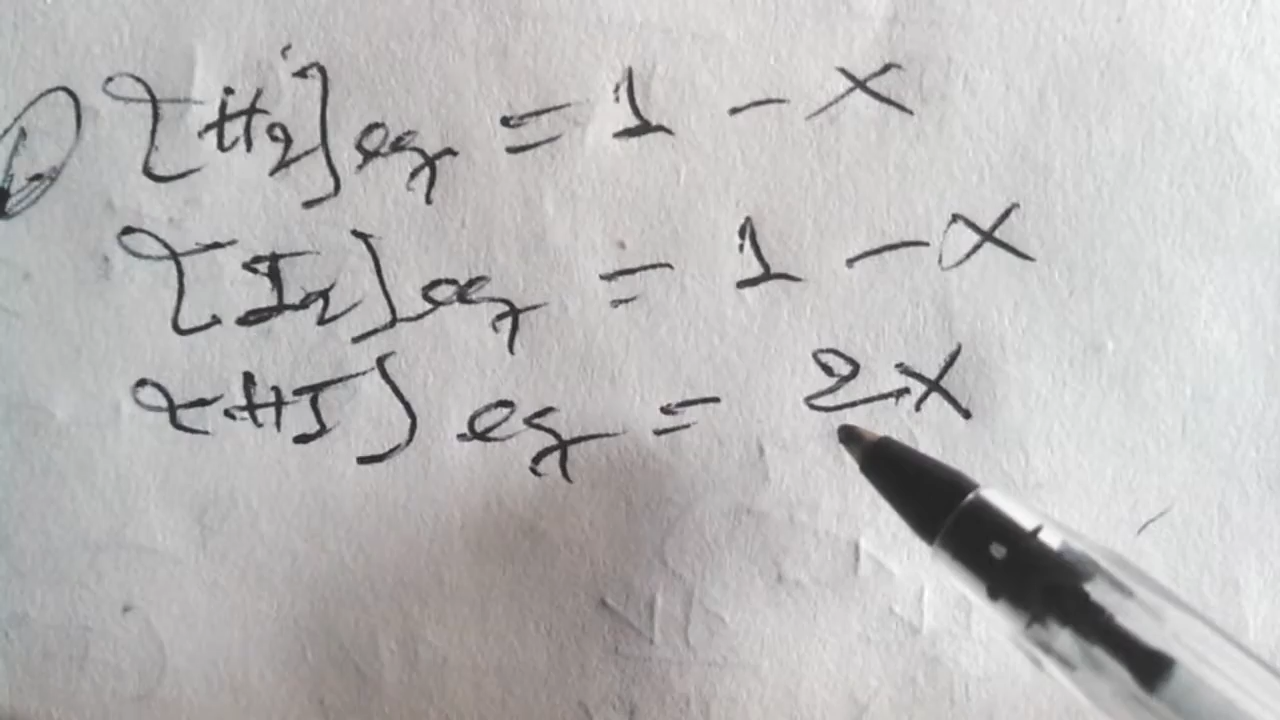 [H2]eq = 1 - x
[I2]eq = 1 - x
[HI]eq = 2x